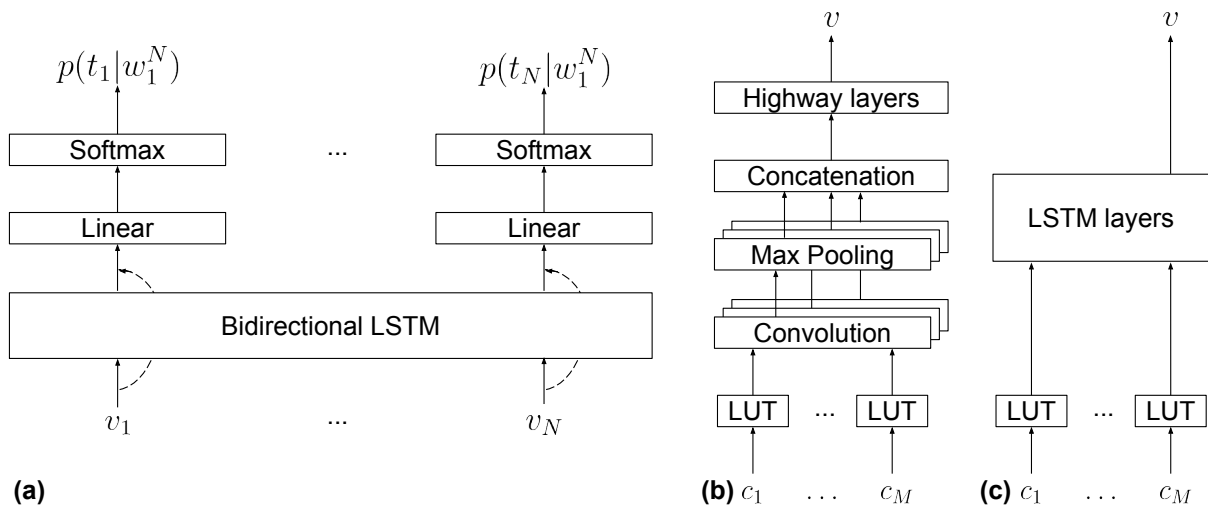 p(t_1|w_1^N) p(t_N|w_1^N)
Softmax ... Softmax
Linear Linear
Bidirectional LSTM
v_1 ... v_N
(a)
v
Highway layers
Concatenation
Max Pooling
Convolution
LUT ... LUT
(b) c_1 ... c_M
v
LSTM layers
LUT ... LUT
(c) c_1 ... c_M